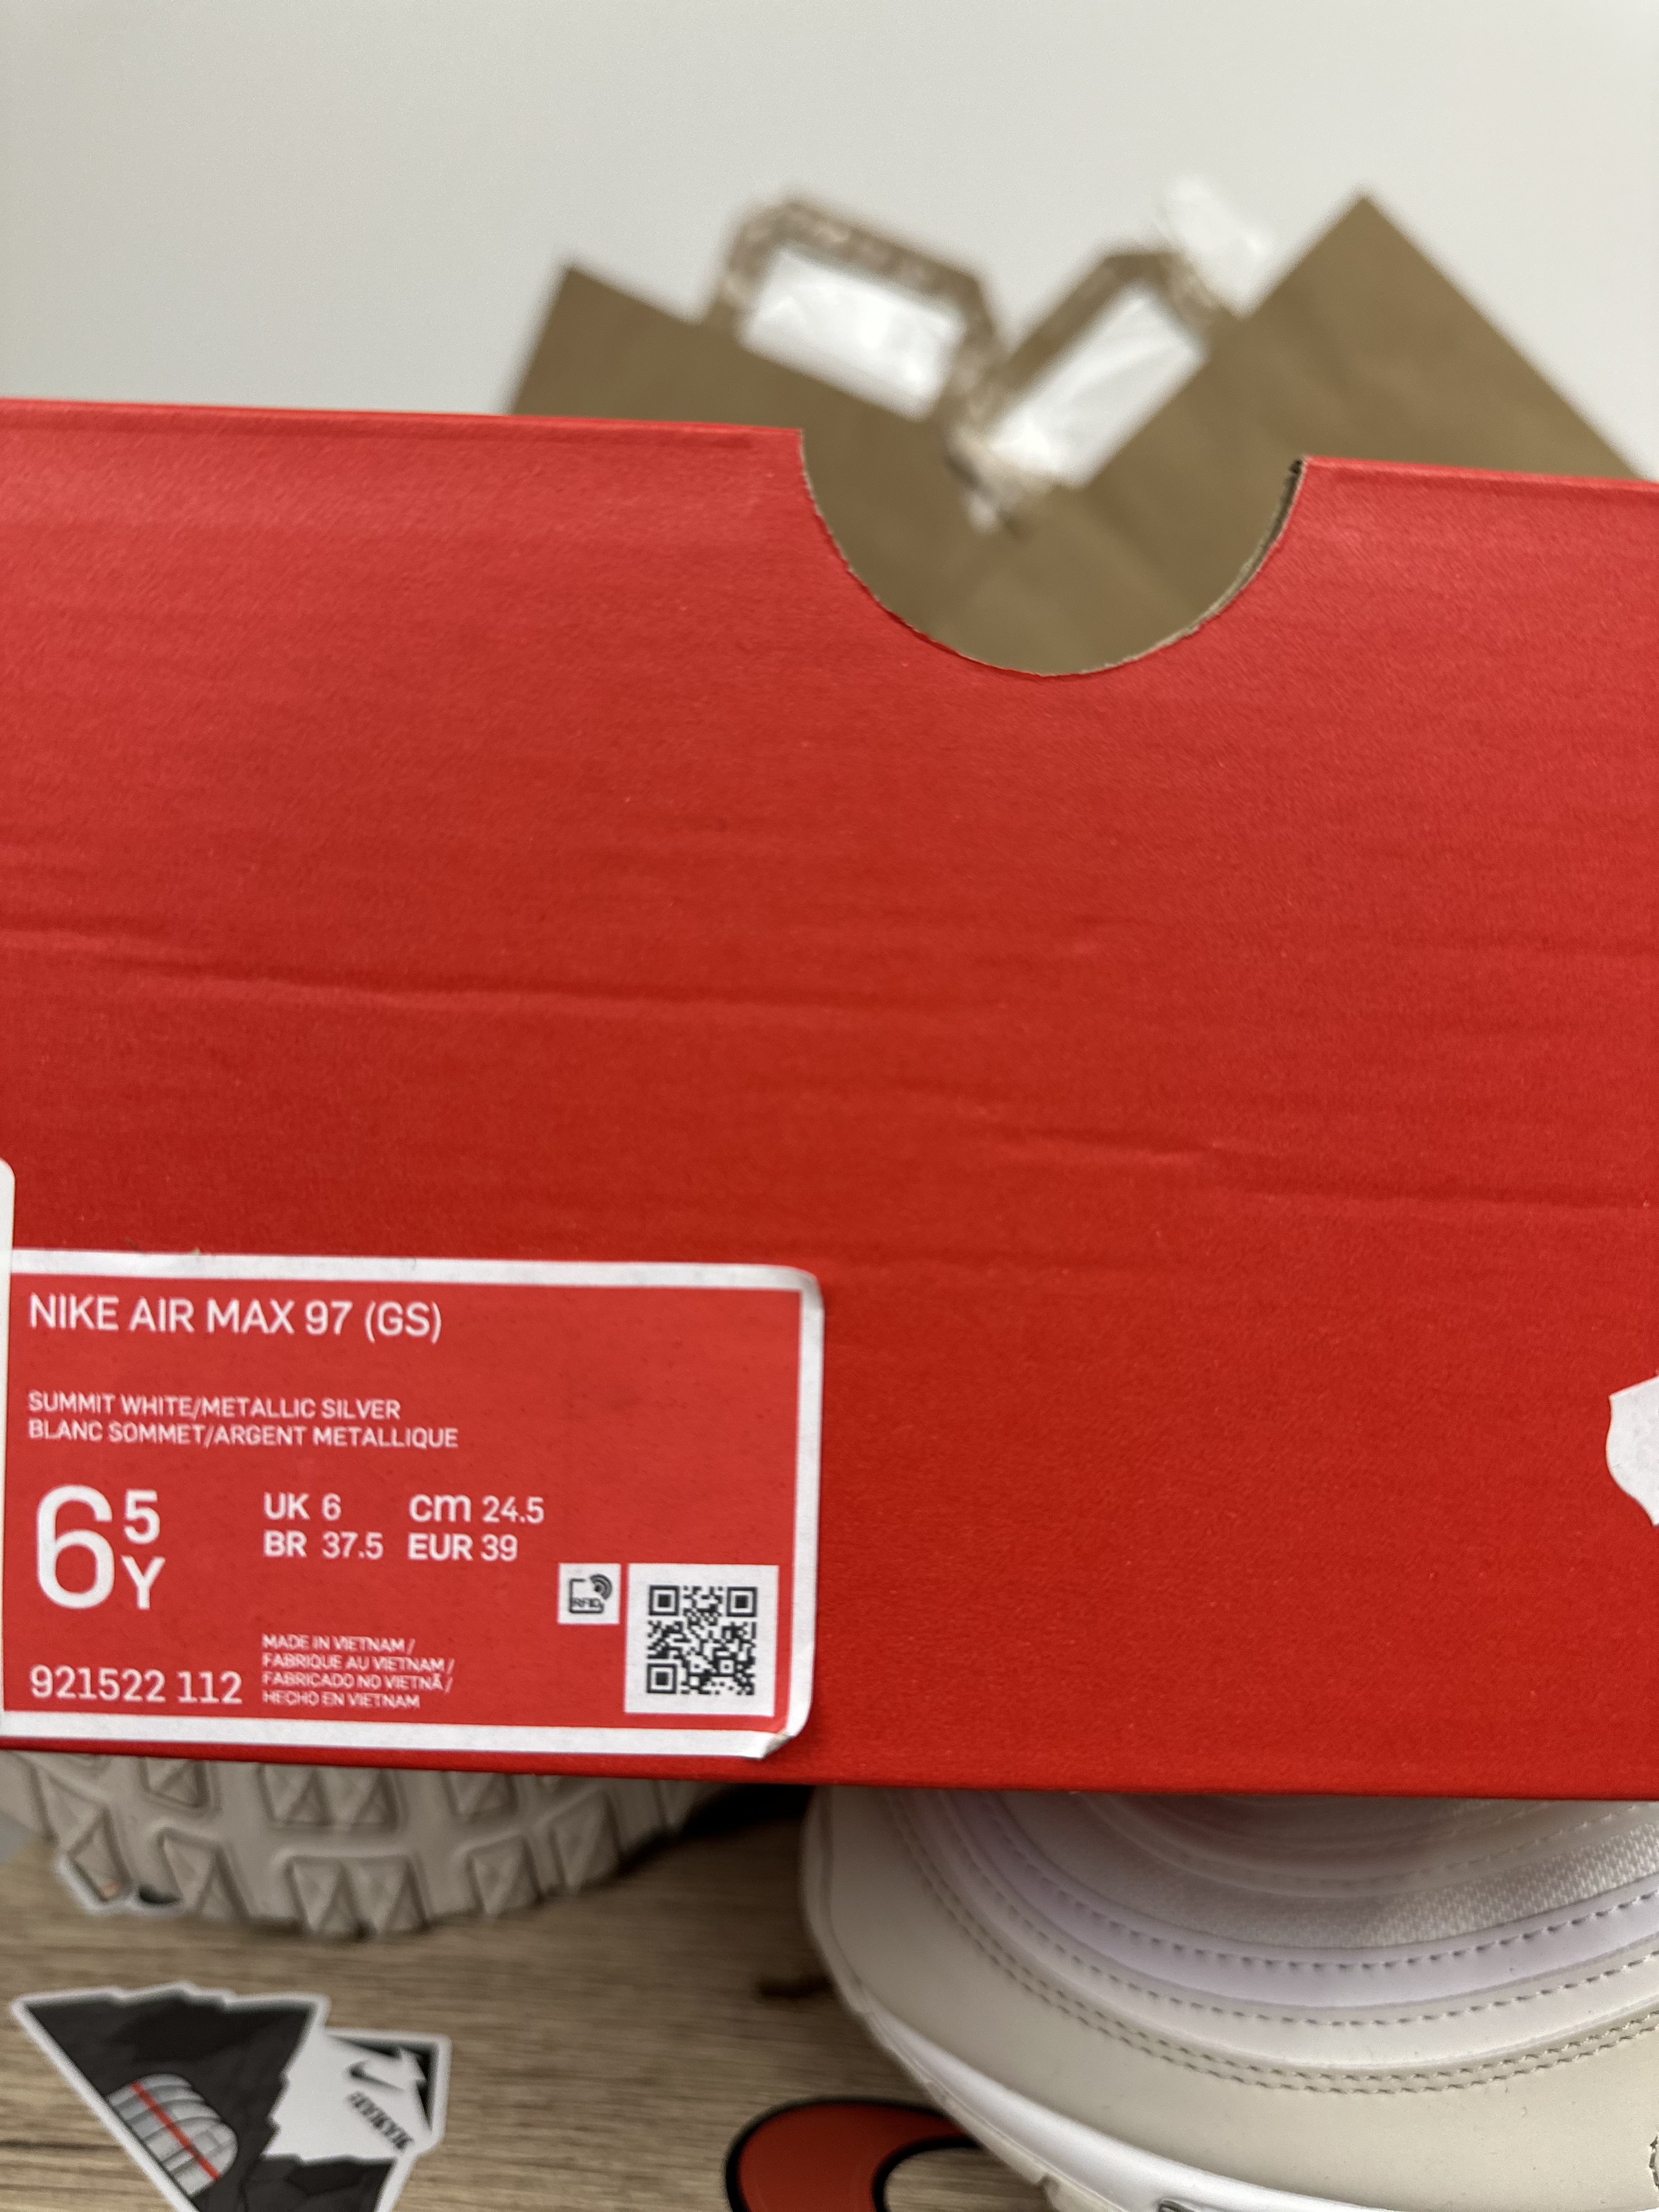 NIKE AIR MAX 97 (GS)
SUMMIT WHITE/METALLIC SILVER
BLANC SOMMET/ARGENT METALLIQUE
6 5 Y
UK 6 cm 24.5
BR 37.5 EUR 39
RFID
921522 112
MADE IN VIETNAM /
FABRIQUE AU VIETNAM /
FABRICADO NO VIETNÃ /
HECHO EN VIETNAM